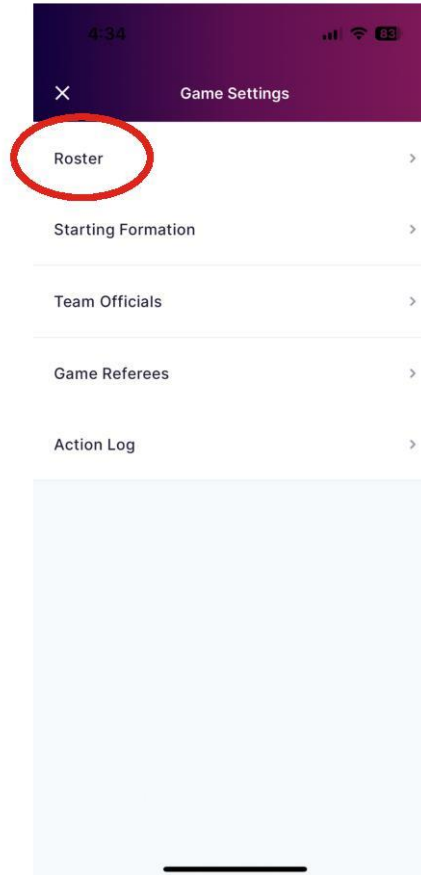 4:34
83
Game Settings
Roster
Starting Formation
Team Officials
Game Referees
Action Log